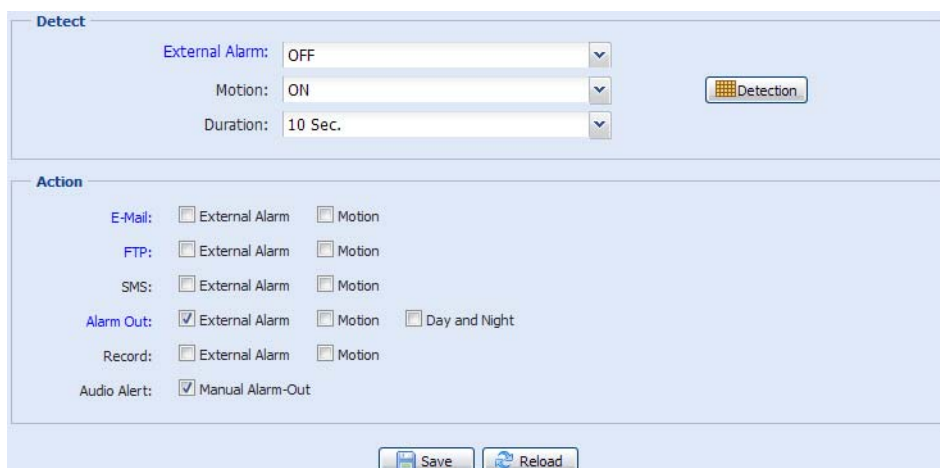 Detect
External Alarm: OFF
Motion: ON Detection
Duration: 10 Sec.
Action
E-Mail: External Alarm Motion
FTP: External Alarm Motion
SMS: External Alarm Motion
Alarm Out: External Alarm Motion Day and Night
Record: External Alarm Motion
Audio Alert: Manual Alarm-Out
Save Reload